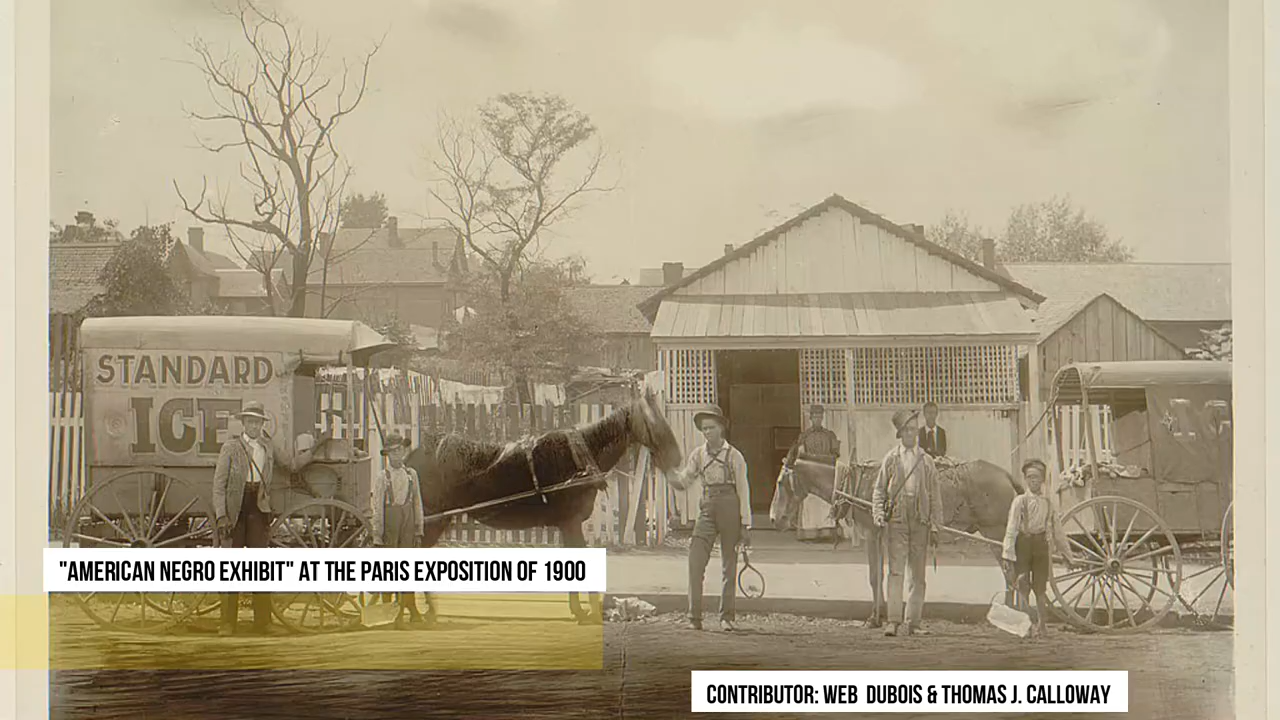 STANDARD
ICE
"AMERICAN NEGRO EXHIBIT" AT THE PARIS EXPOSITION OF 1900
CONTRIBUTOR: WEB DUBOIS & THOMAS J. CALLOWAY